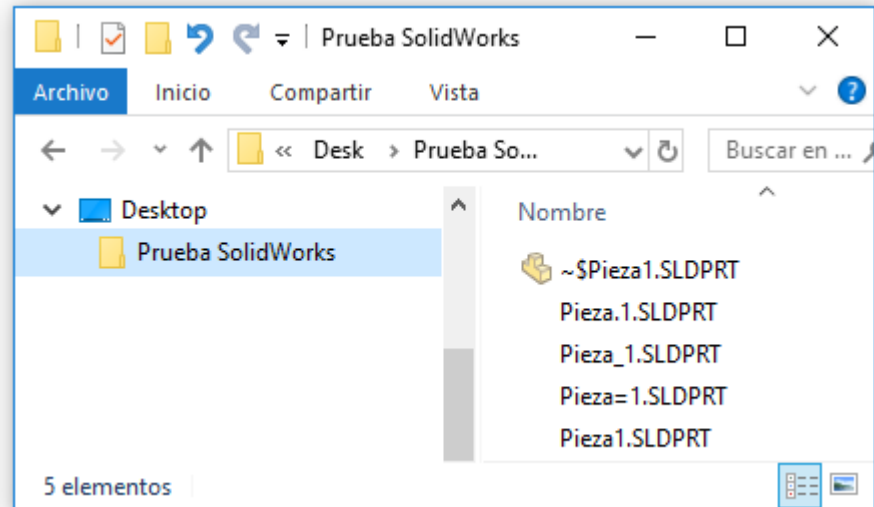 Prueba SolidWorks
Archivo Inicio Compartir Vista
« Desk > Prueba So... Buscar en ...
Desktop
Prueba SolidWorks
Nombre
~$Pieza1.SLDPRT
Pieza.1.SLDPRT
Pieza_1.SLDPRT
Pieza=1.SLDPRT
Pieza1.SLDPRT
5 elementos